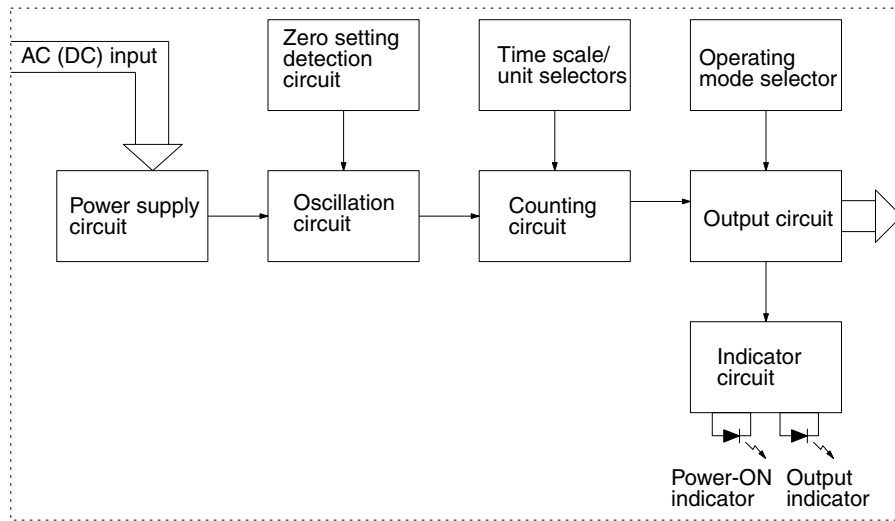 AC (DC) input
Zero setting
detection
circuit
Time scale/
unit selectors
Operating
mode selector
Power supply
circuit
Oscillation
circuit
Counting
circuit
Output circuit
Indicator
circuit
Power-ON
indicator
Output
indicator